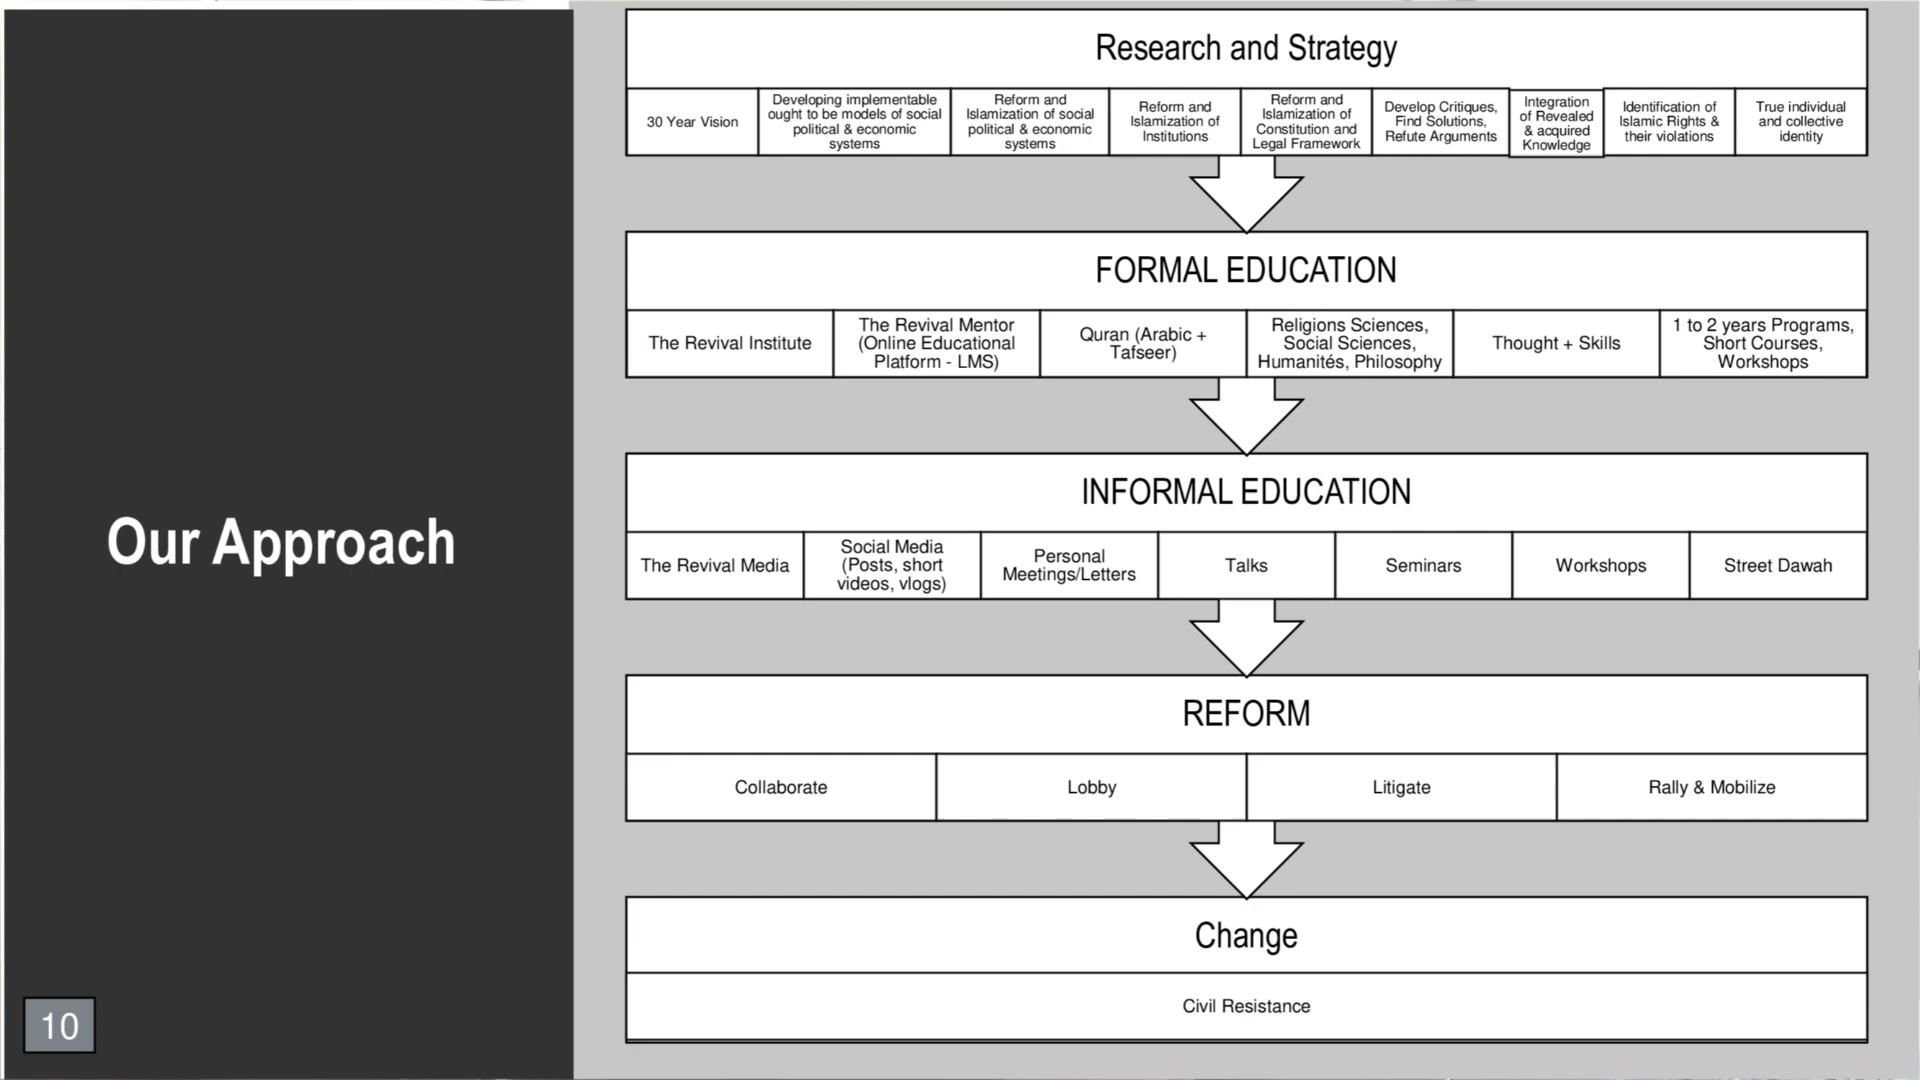 Our Approach
10
Research and Strategy
30 Year Vision
Developing implementable
ought to be models of social
political & economic
systems
Reform and
Islamization of social
political & economic
systems
Reform and
Islamization of
Institutions
Reform and
Islamization of
Constitution and
Legal Framework
Develop Critiques,
Find Solutions,
Refute Arguments
Integration
of Revealed
& acquired
Knowledge
Identification of
Islamic Rights &
their violations
True individual
and collective
identity
FORMAL EDUCATION
The Revival Institute
The Revival Mentor
(Online Educational
Platform - LMS)
Quran (Arabic +
Tafseer)
Religions Sciences,
Social Sciences,
Humanités, Philosophy
Thought + Skills
1 to 2 years Programs,
Short Courses,
Workshops
INFORMAL EDUCATION
The Revival Media
Social Media
(Posts, short
videos, vlogs)
Personal
Meetings/Letters
Talks
Seminars
Workshops
Street Dawah
REFORM
Collaborate
Lobby
Litigate
Rally & Mobilize
Change
Civil Resistance